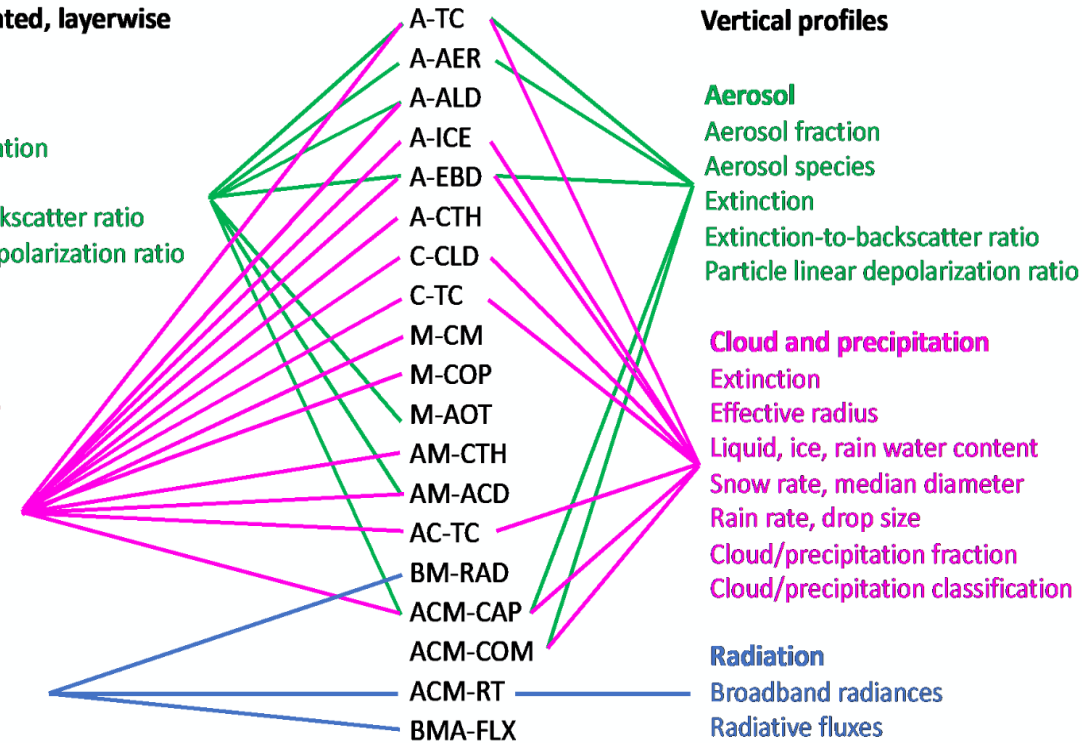 layerwise
ratio
polarization ratio
A-TC
A-AER
A-ALD
A-ICE
A-EBD
A-CTH
C-CLD
C-TC
M-CM
M-COP
M-AOT
AM-CTH
AM-ACD
AC-TC
BM-RAD
ACM-CAP
ACM-COM
ACM-RT
BMA-FLX
Vertical profiles
Aerosol
Aerosol fraction
Aerosol species
Extinction
Extinction-to-backscatter ratio
Particle linear depolarization ratio
Cloud and precipitation
Extinction
Effective radius
Liquid, ice, rain water content
Snow rate, median diameter
Rain rate, drop size
Cloud/precipitation fraction
Cloud/precipitation classification
Radiation
Broadband radiances
Radiative fluxes